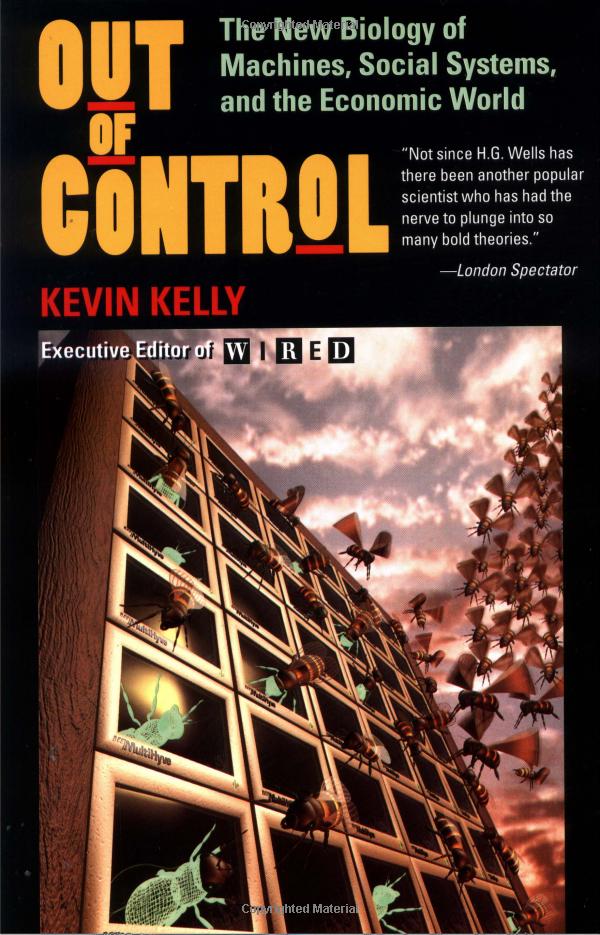 Copyrighted Material
OUT
OF
CONTROL
The New Biology of
Machines, Social Systems,
and the Economic World
“Not since H.G. Wells has
there been another popular
scientist who has had the
nerve to plunge into so
many bold theories.”
—London Spectator
KEVIN KELLY
Executive Editor of WIRED
MultiHyve
MultiHyve
Copyrighted Material